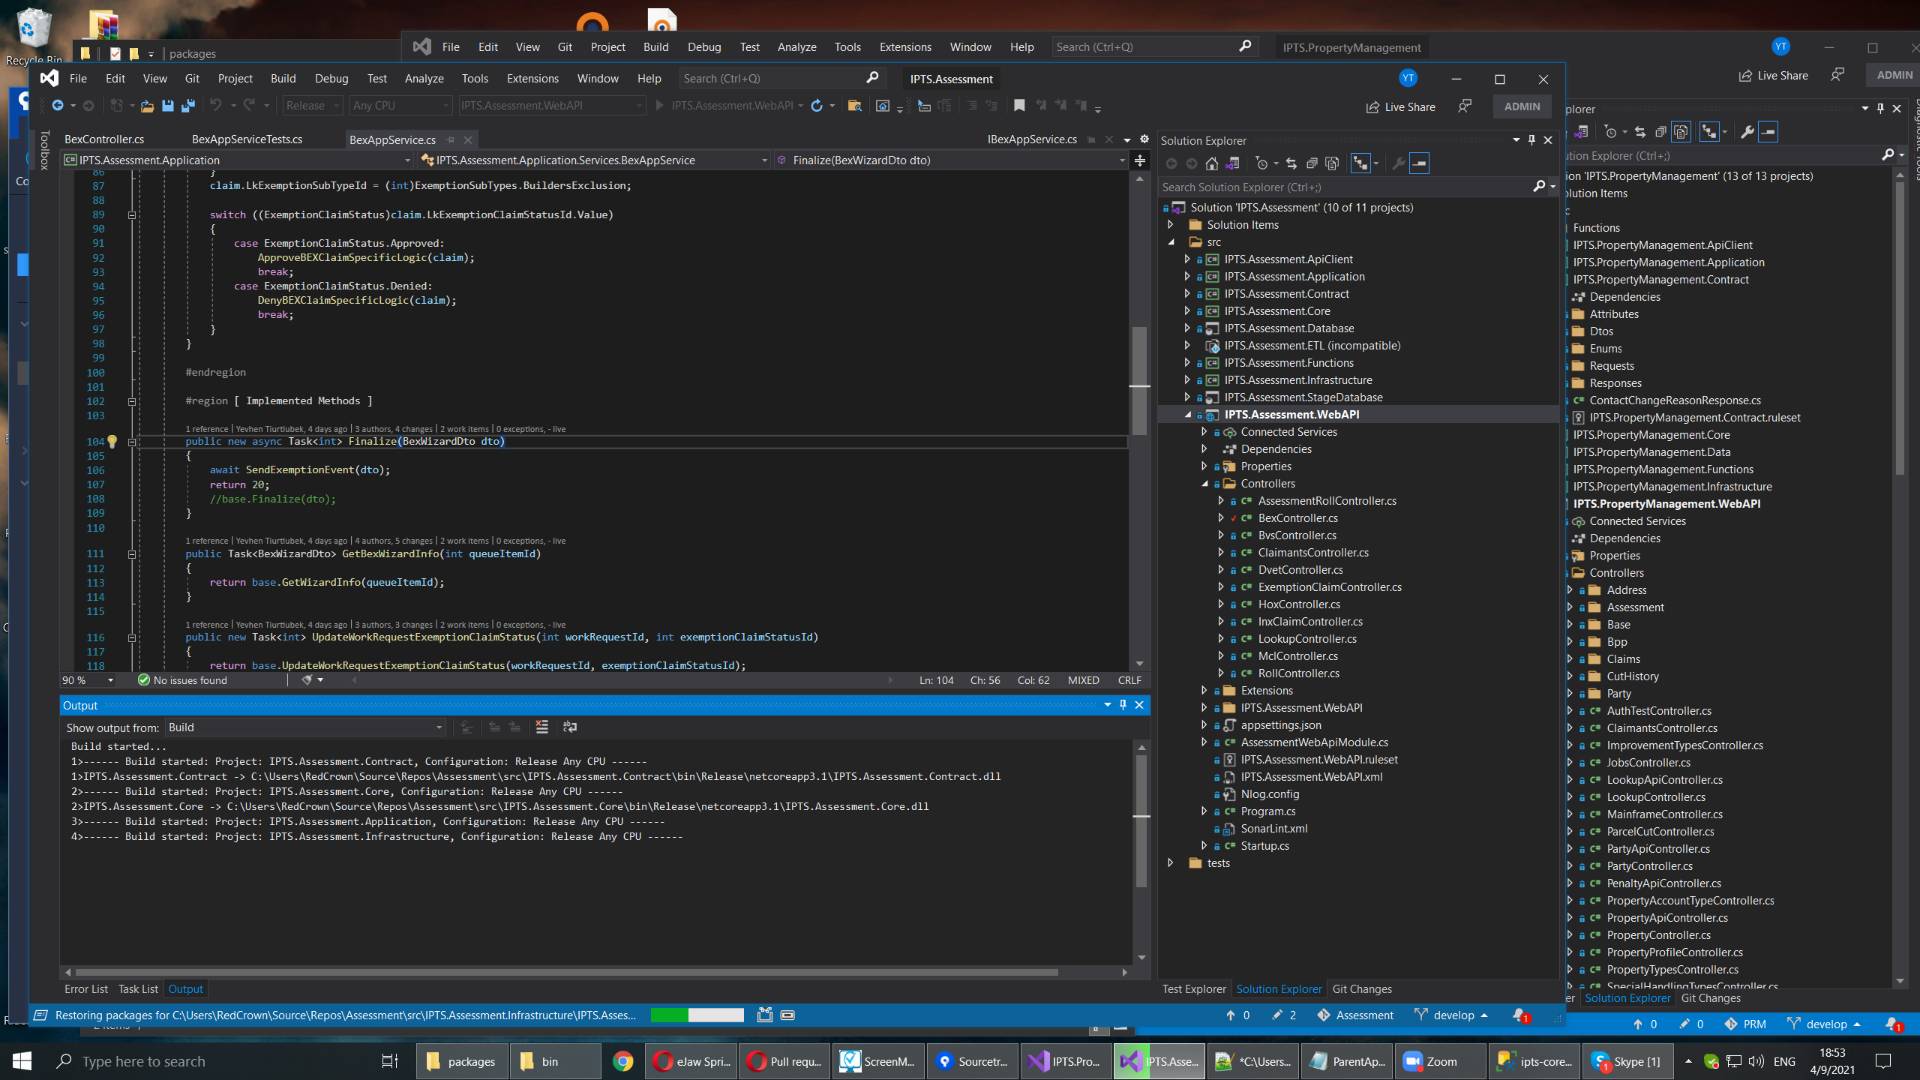 Recycle Bin
packages
File Edit View Git Project Build Debug Test Analyze Tools Extensions Window Help Search (Ctrl+Q) IPTS.PropertyManagement YT
Live Share ADMIN
File Edit View Git Project Build Debug Test Analyze Tools Extensions Window Help Search (Ctrl+Q) IPTS.Assessment YT
Release Any CPU IPTS.Assessment.WebAPI IPTS.Assessment.WebAPI Live Share ADMIN
Toolbox
BexController.cs BexAppServiceTests.cs BexAppService.cs IBexAppService.cs
IPTS.Assessment.Application IPTS.Assessment.Application.Services.BexAppService Finalize(BexWizardDto dto)
86 }
87 claim.LkExemptionSubTypeId = (int)ExemptionSubTypes.BuildersExclusion;
88
89 switch ((ExemptionClaimStatus)claim.LkExemptionClaimStatusId.Value)
90 {
91 case ExemptionClaimStatus.Approved:
92 ApproveBEXClaimSpecificLogic(claim);
93 break;
94 case ExemptionClaimStatus.Denied:
95 DenyBEXClaimSpecificLogic(claim);
96 break;
97 }
98 }
99
100 #endregion
101
102 #region [ Implemented Methods ]
103
1 reference | Yevhen Tiurtiubek, 4 days ago | 3 authors, 4 changes | 2 work items | 0 exceptions, - live
104 public new async Task<int> Finalize(BexWizardDto dto)
105 {
106 await SendExemptionEvent(dto);
107 return 20;
108 //base.Finalize(dto);
109 }
110
1 reference | Yevhen Tiurtiubek, 4 days ago | 4 authors, 5 changes | 2 work items | 0 exceptions, - live
111 public Task<BexWizardDto> GetBexWizardInfo(int queueItemId)
112 {
113 return base.GetWizardInfo(queueItemId);
114 }
115
1 reference | Yevhen Tiurtiubek, 4 days ago | 3 authors, 3 changes | 2 work items | 0 exceptions, - live
116 public new Task<int> UpdateWorkRequestExemptionClaimStatus(int workRequestId, int exemptionClaimStatusId)
117 {
118 return base.UpdateWorkRequestExemptionClaimStatus(workRequestId, exemptionClaimStatusId);
90 % No issues found Ln: 104 Ch: 56 Col: 62 MIXED CRLF
Output
Show output from: Build
Build started...
1>------ Build started: Project: IPTS.Assessment.Contract, Configuration: Release Any CPU ------
1>IPTS.Assessment.Contract -> C:\Users\RedCrown\Source\Repos\Assessment\src\IPTS.Assessment.Contract\bin\Release\netcoreapp3.1\IPTS.Assessment.Contract.dll
2>------ Build started: Project: IPTS.Assessment.Core, Configuration: Release Any CPU ------
2>IPTS.Assessment.Core -> C:\Users\RedCrown\Source\Repos\Assessment\src\IPTS.Assessment.Core\bin\Release\netcoreapp3.1\IPTS.Assessment.Core.dll
3>------ Build started: Project: IPTS.Assessment.Application, Configuration: Release Any CPU ------
4>------ Build started: Project: IPTS.Assessment.Infrastructure, Configuration: Release Any CPU ------
Error List Task List Output
Solution Explorer
Search Solution Explorer (Ctrl+;)
Solution 'IPTS.Assessment' (10 of 11 projects)
Solution Items
src
IPTS.Assessment.ApiClient
IPTS.Assessment.Application
IPTS.Assessment.Contract
IPTS.Assessment.Core
IPTS.Assessment.Database
IPTS.Assessment.ETL (incompatible)
IPTS.Assessment.Functions
IPTS.Assessment.Infrastructure
IPTS.Assessment.StageDatabase
IPTS.Assessment.WebAPI
Connected Services
Dependencies
Properties
Controllers
AssessmentRollController.cs
BexController.cs
BvsController.cs
ClaimantsController.cs
DvetController.cs
ExemptionClaimController.cs
HoxController.cs
InxClaimController.cs
LookupController.cs
MclController.cs
RollController.cs
Extensions
IPTS.Assessment.WebAPI
appsettings.json
AssessmentWebApiModule.cs
IPTS.Assessment.WebAPI.ruleset
IPTS.Assessment.WebAPI.xml
Nlog.config
Program.cs
SonarLint.xml
Startup.cs
tests
Test Explorer Solution Explorer Git Changes
plorer
ution Explorer (Ctrl+;)
ion 'IPTS.PropertyManagement' (13 of 13 projects)
olution Items
c
Functions
IPTS.PropertyManagement.ApiClient
IPTS.PropertyManagement.Application
IPTS.PropertyManagement.Contract
Dependencies
Attributes
Dtos
Enums
Requests
Responses
ContactChangeReasonResponse.cs
IPTS.PropertyManagement.Contract.ruleset
IPTS.PropertyManagement.Core
IPTS.PropertyManagement.Data
IPTS.PropertyManagement.Functions
IPTS.PropertyManagement.Infrastructure
IPTS.PropertyManagement.WebAPI
Connected Services
Dependencies
Properties
Controllers
Address
Assessment
Base
Bpp
Claims
CutHistory
Party
AuthTestController.cs
ClaimantsController.cs
ImprovementTypesController.cs
JobsController.cs
LookupApiController.cs
LookupController.cs
MainframeController.cs
ParcelCutController.cs
PartyApiController.cs
PartyController.cs
PenaltyApiController.cs
PropertyAccountTypeController.cs
PropertyApiController.cs
PropertyController.cs
PropertyProfileController.cs
PropertyTypesController.cs
SpecialHandlingTypesController.cs
er Solution Explorer Git Changes
Restoring packages for C:\Users\RedCrown\Source\Repos\Assessment\src\IPTS.Assessment.Infrastructure\IPTS.Asses... 0 2 Assessment develop 1
0 0 PRM develop 1
Type here to search packages bin eJaw Spri... Pull requ... ScreenM... Sourcetr... IPTS.Pro... IPTS.Asse... *C:\Users... ParentAp... Zoom ipts-core... Skype [1] ENG 18:53
4/9/2021